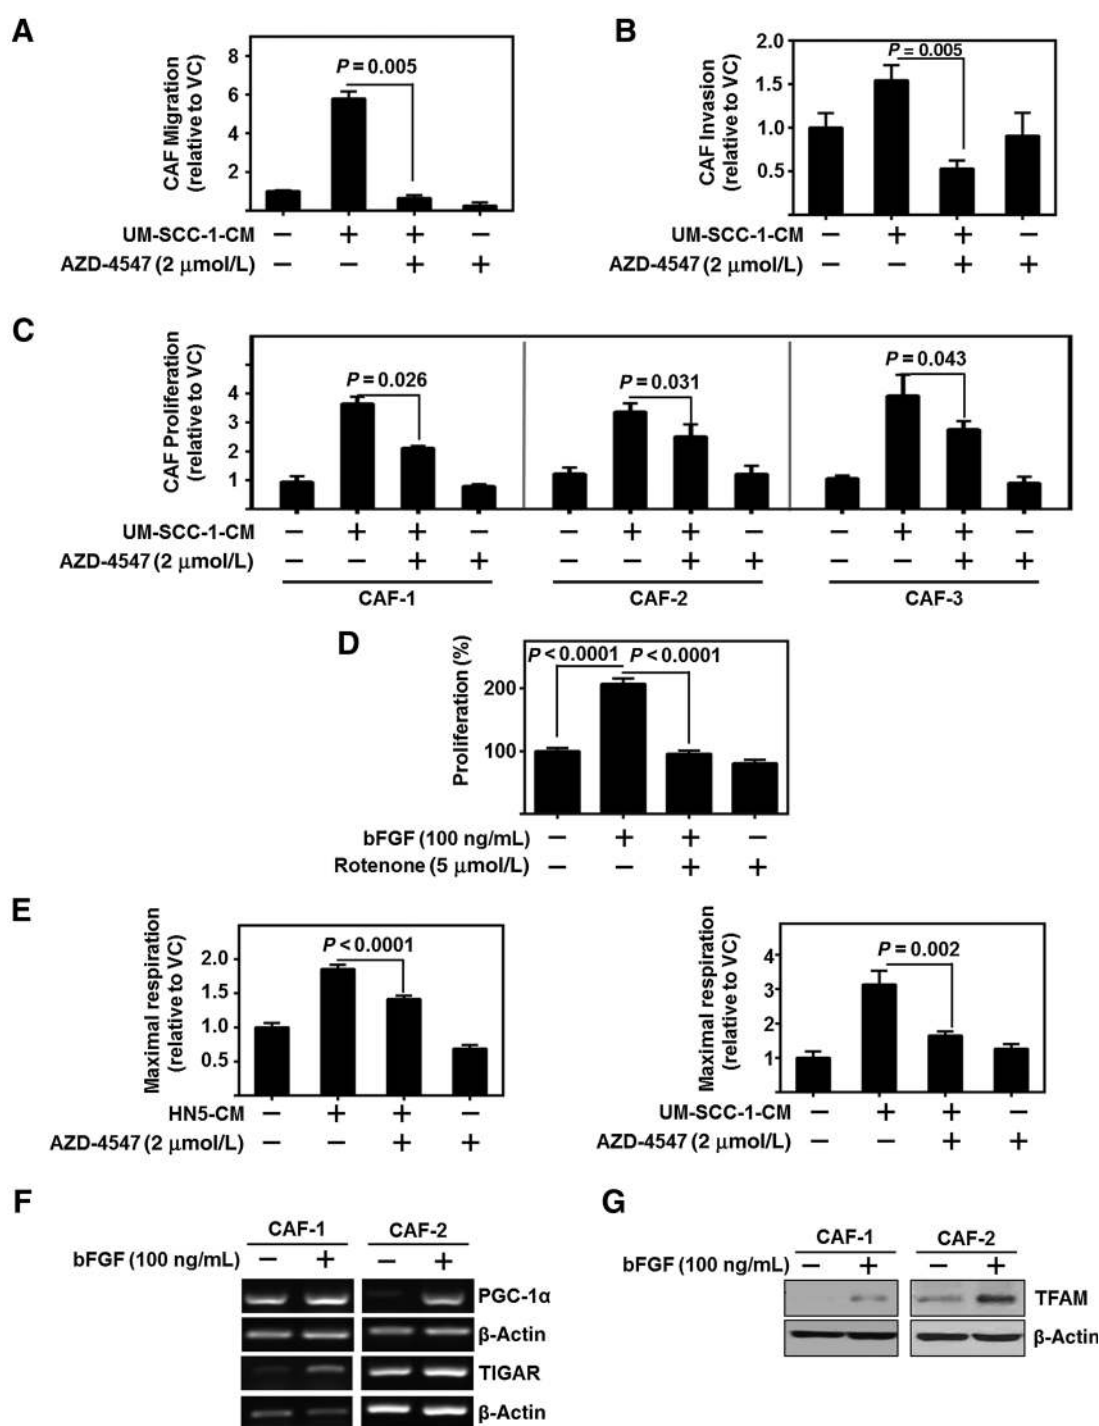 A
CAF Migration
(relative to VC)
8
6
4
2
P = 0.005
UM-SCC-1-CM − + + −
AZD-4547 (2 μmol/L) − − + +
B
CAF Invasion
(relative to VC)
2.0
1.5
1.0
0.5
P = 0.005
UM-SCC-1-CM − + + −
AZD-4547 (2 μmol/L) − − + +
C
CAF Proliferation
(relative to VC)
4
3
2
1
P = 0.026
P = 0.031
P = 0.043
UM-SCC-1-CM − + + − − + + − − + + −
AZD-4547 (2 μmol/L) − − + + − − + + − − + +
CAF-1 CAF-2 CAF-3
D
Proliferation (%)
200
100
P < 0.0001 P < 0.0001
bFGF (100 ng/mL) − + + −
Rotenone (5 μmol/L) − − + +
E
Maximal respiration
(relative to VC)
2.0
1.5
1.0
0.5
P < 0.0001
HN5-CM − + + −
AZD-4547 (2 μmol/L) − − + +
Maximal respiration
(relative to VC)
4
3
2
1
P = 0.002
UM-SCC-1-CM − + + −
AZD-4547 (2 μmol/L) − − + +
F
CAF-1 CAF-2
bFGF (100 ng/mL) − + − +
PGC-1α
β-Actin
TIGAR
β-Actin
G
CAF-1 CAF-2
bFGF (100 ng/mL) − + − +
TFAM
β-Actin